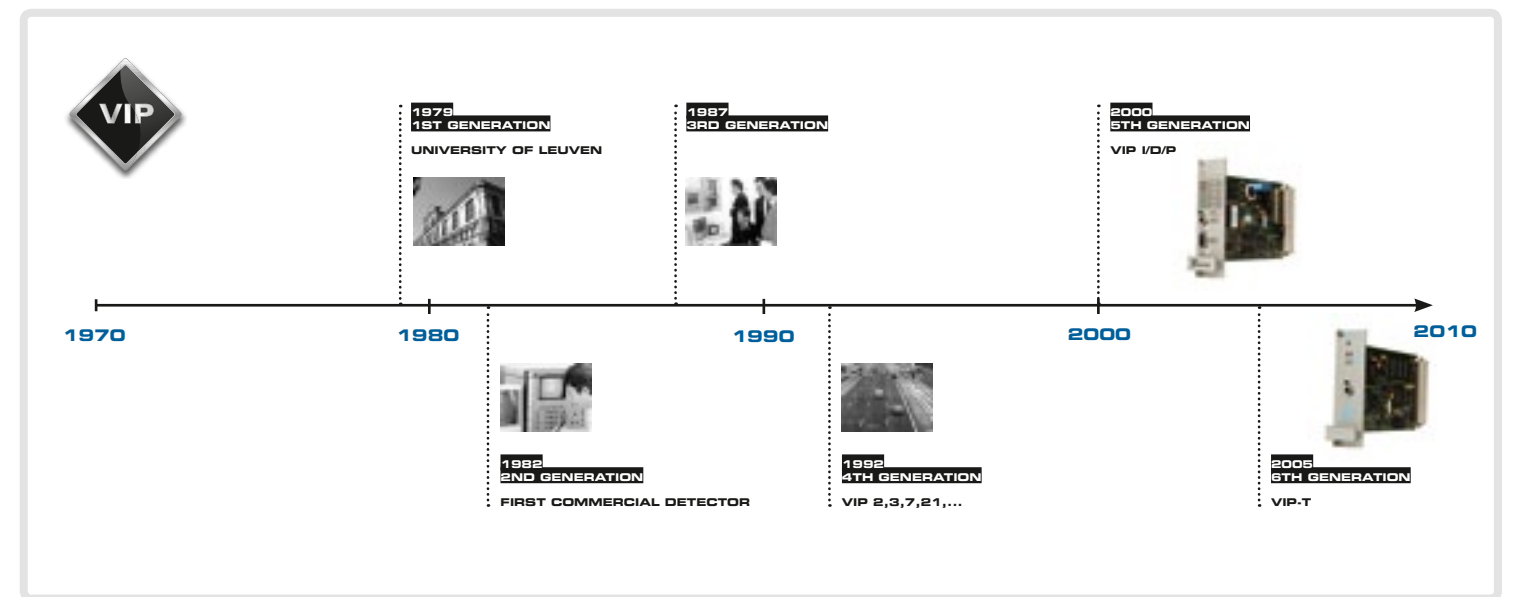 VIP
1979
1ST GENERATION
UNIVERSITY OF LEUVEN
1987
3RD GENERATION
2000
5TH GENERATION
VIP I/D/P
1970
1980
1990
2000
2010
1982
2ND GENERATION
FIRST COMMERCIAL DETECTOR
1992
4TH GENERATION
VIP 2,3,7,21,...
2005
6TH GENERATION
VIP-T